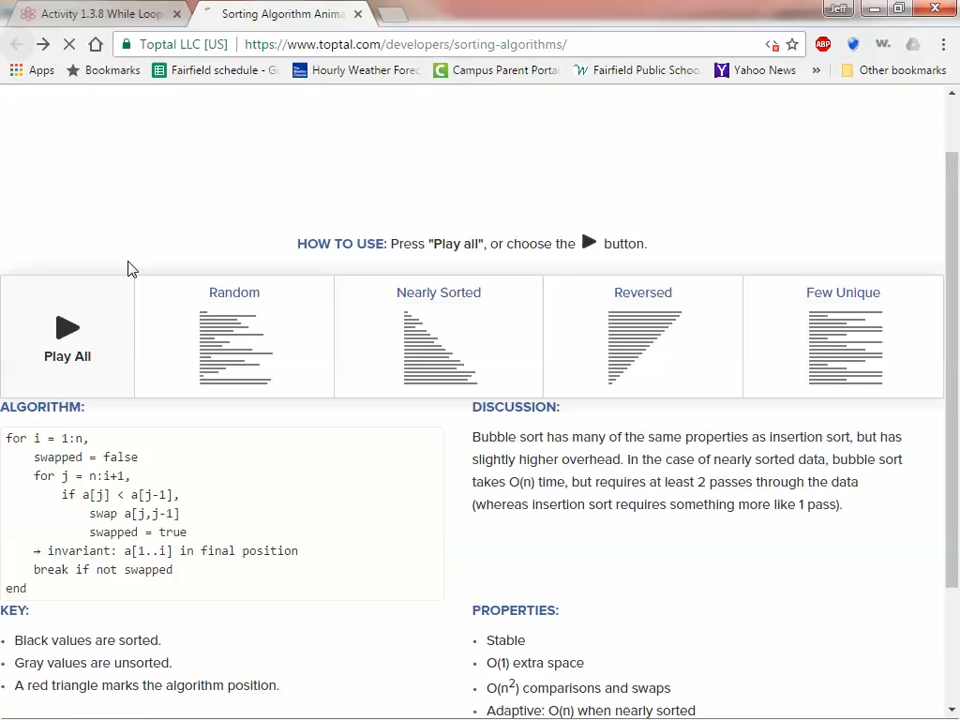 Activity 1.3.8 While Loop
Sorting Algorithm Anima
Jeff
Toptal LLC [US] | https://www.toptal.com/developers/sorting-algorithms/
ABP
W.
Apps
Bookmarks
Fairfield schedule - G
Hourly Weather Forec
Campus Parent Porta
Fairfield Public Schoo
Yahoo News
»
Other bookmarks
HOW TO USE: Press "Play all", or choose the ▶ button.
Play All
Random
Nearly Sorted
Reversed
Few Unique
ALGORITHM:
for i = 1:n,
swapped = false
for j = n:i+1,
if a[j] < a[j-1],
swap a[j,j-1]
swapped = true
→ invariant: a[1..i] in final position
break if not swapped
end
DISCUSSION:
Bubble sort has many of the same properties as insertion sort, but has
slightly higher overhead. In the case of nearly sorted data, bubble sort
takes O(n) time, but requires at least 2 passes through the data
(whereas insertion sort requires something more like 1 pass).
KEY:
• Black values are sorted.
• Gray values are unsorted.
• A red triangle marks the algorithm position.
PROPERTIES:
• Stable
• O(1) extra space
• O(n²) comparisons and swaps
• Adaptive: O(n) when nearly sorted